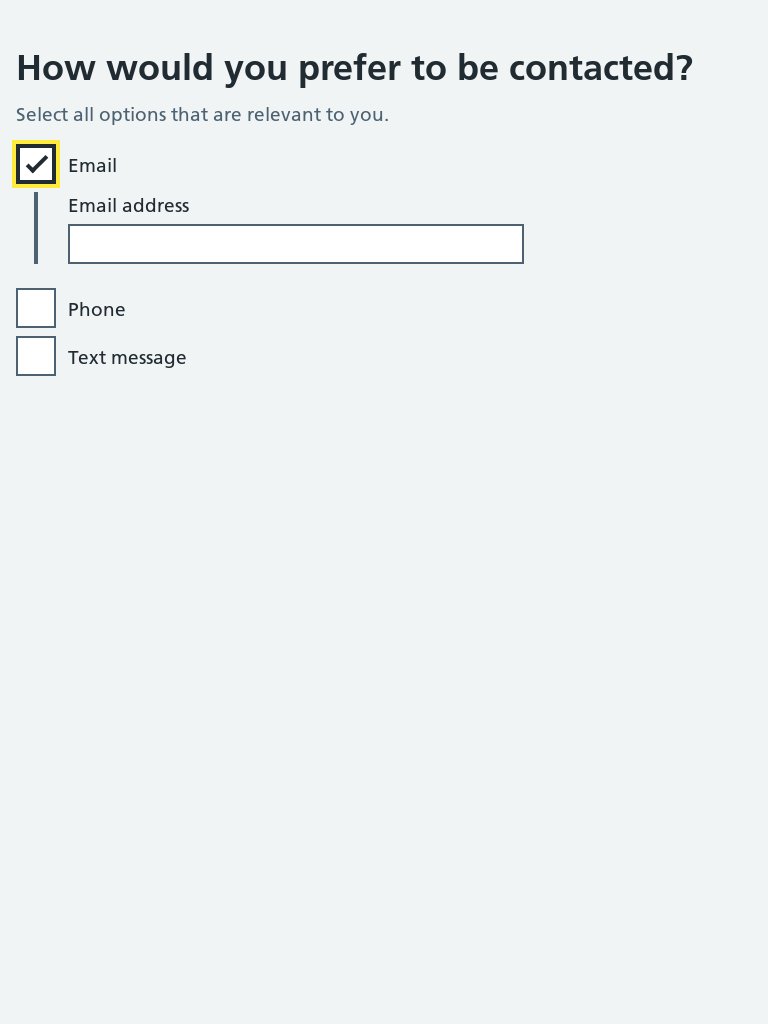 How would you prefer to be contacted?
Select all options that are relevant to you.
Email
Email address
Phone
Text message